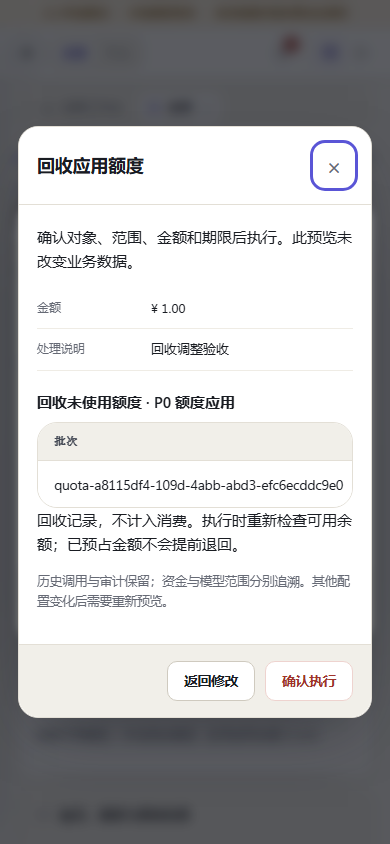 回收应用额度
×
确认对象、范围、金额和期限后执行。此预览未
改变业务数据。
金额 ¥ 1.00
处理说明 回收调整验收
回收未使用额度 · P0 额度应用
批次
quota-a8115df4-109d-4abb-abd3-efc6ecddc9e0
回收记录，不计入消费。执行时重新检查可用余
额；已预占金额不会提前退回。
历史调用与审计保留；资金与模型范围分别追溯。其他配
置变化后需要重新预览。
返回修改 确认执行